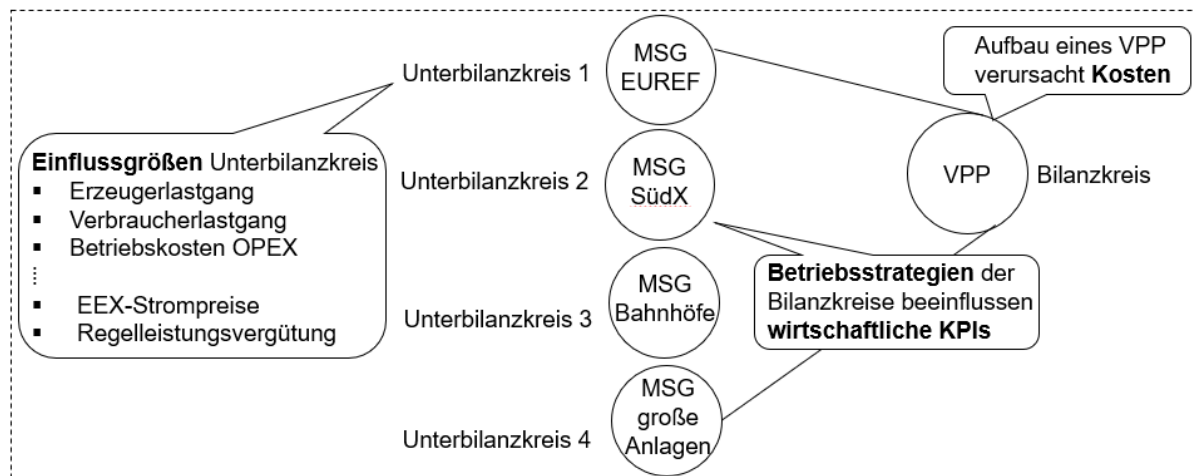 Unterbilanzkreis 1
MSG
EUREF
Aufbau eines VPP
verursacht Kosten
Einflussgrößen Unterbilanzkreis
▪ Erzeugerlastgang
▪ Verbraucherlastgang
▪ Betriebskosten OPEX
⁞
▪ EEX-Strompreise
▪ Regelleistungsvergütung
Unterbilanzkreis 2
MSG
SüdX
VPP
Bilanzkreis
Betriebsstrategien der
Bilanzkreise beeinflussen
wirtschaftliche KPIs
Unterbilanzkreis 3
MSG
Bahnhöfe
Unterbilanzkreis 4
MSG
große
Anlagen